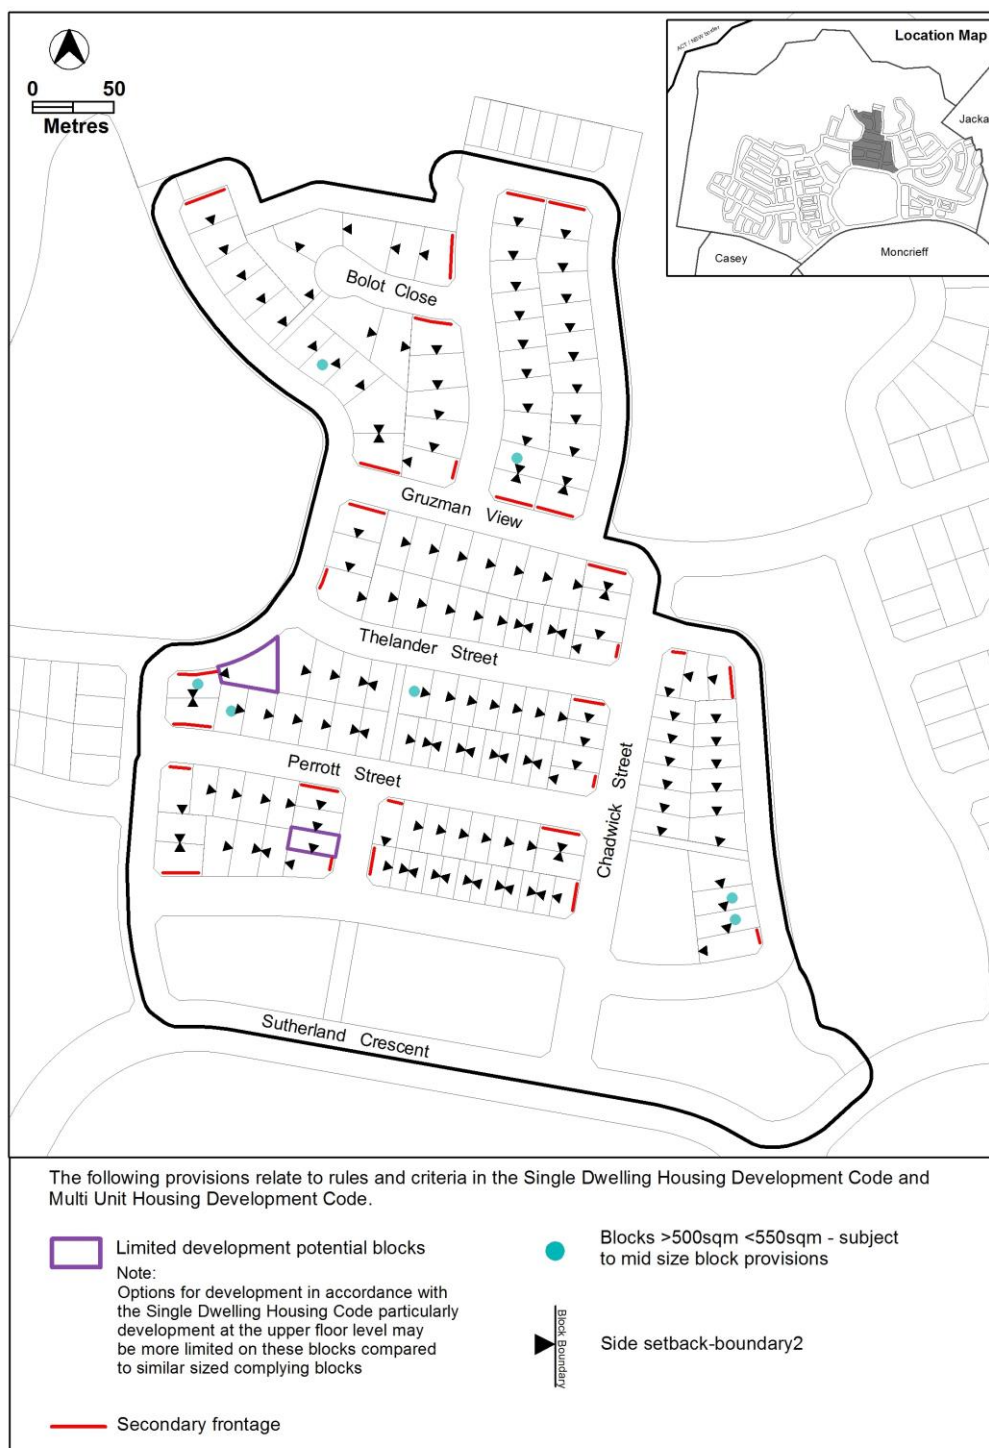 0 50
Metres
ACT / NSW border
Location Map
Jacka
Casey
Moncrieff
Bolot Close
Gruzman View
Thelander Street
Perrott Street
Chadwick Street
Sutherland Crescent
The following provisions relate to rules and criteria in the Single Dwelling Housing Development Code and
Multi Unit Housing Development Code.
Limited development potential blocks
Note:
Options for development in accordance with
the Single Dwelling Housing Code particularly
development at the upper floor level may
be more limited on these blocks compared
to similar sized complying blocks
Secondary frontage
Blocks >500sqm <550sqm - subject
to mid size block provisions
Block Boundary
Side setback-boundary2